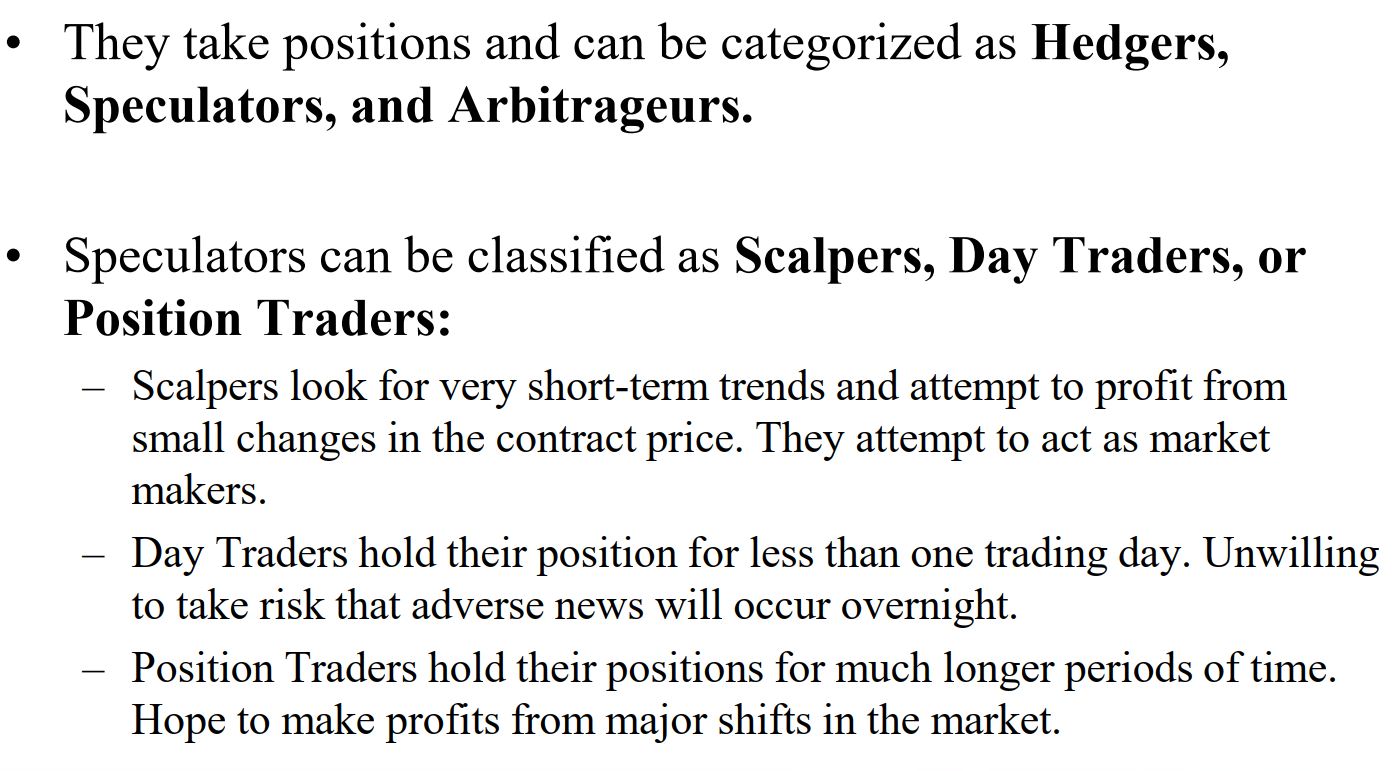 • They take positions and can be categorized as Hedgers,
Speculators, and Arbitrageurs.
• Speculators can be classified as Scalpers, Day Traders, or
Position Traders:
– Scalpers look for very short-term trends and attempt to profit from
small changes in the contract price. They attempt to act as market
makers.
– Day Traders hold their position for less than one trading day. Unwilling
to take risk that adverse news will occur overnight.
– Position Traders hold their positions for much longer periods of time.
Hope to make profits from major shifts in the market.